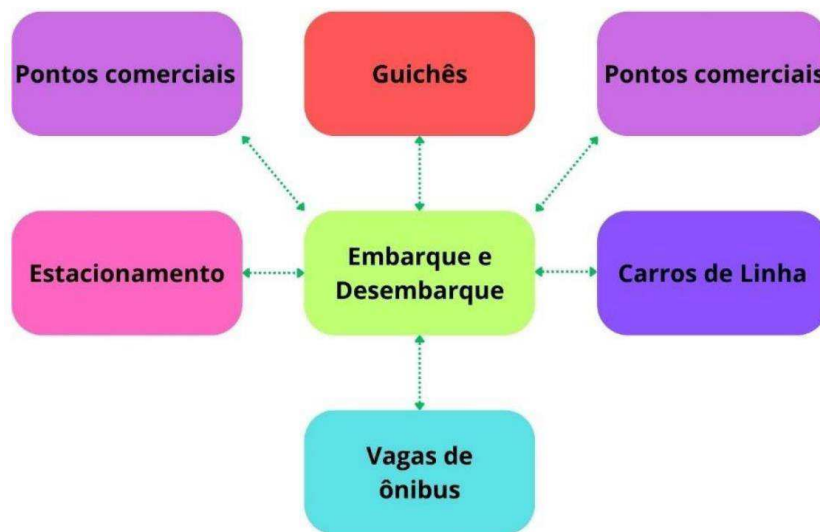 Pontos comerciais
Guichês
Pontos comerciais
Estacionamento
Embarque e
Desembarque
Carros de Linha
Vagas de
ônibus